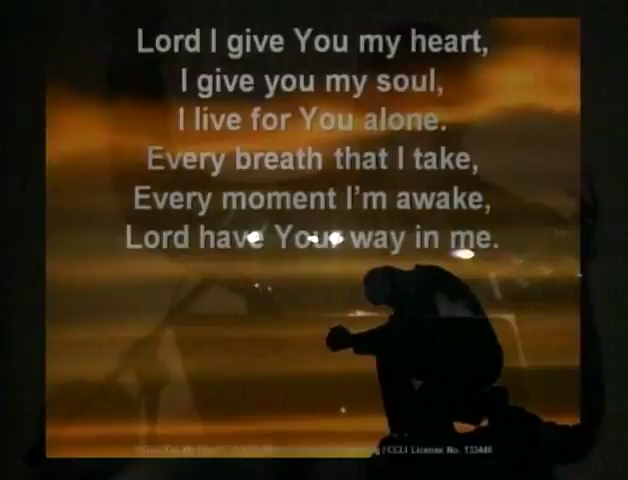 Lord I give You my heart,
I give you my soul,
I live for You alone.
Every breath that I take,
Every moment I'm awake,
Lord have Your way in me.
/ CCLI License No. 133448